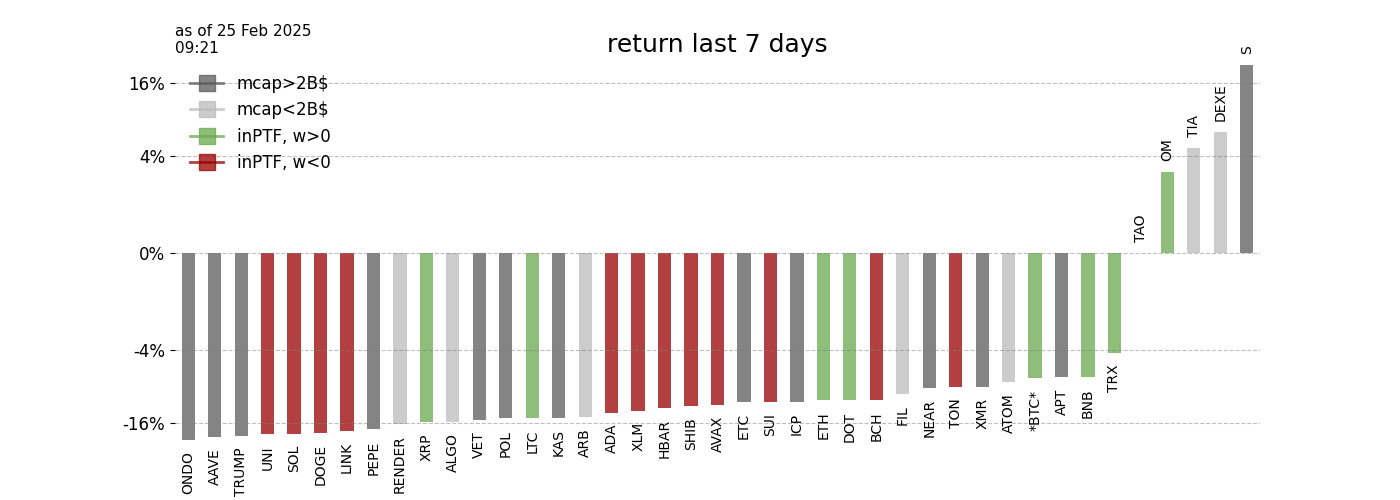 as of 25 Feb 2025
09:21
return last 7 days
mcap>2B$
mcap<2B$
inPTF, w>0
inPTF, w<0
16%
4%
0%
-4%
-16%
ONDO
AAVE
TRUMP
UNI
SOL
DOGE
LINK
PEPE
RENDER
XRP
ALGO
VET
POL
LTC
KAS
ARB
ADA
XLM
HBAR
SHIB
AVAX
ETC
SUI
ICP
ETH
DOT
BCH
FIL
NEAR
TON
XMR
ATOM
*BTC*
APT
BNB
TRX
TAO
OM
TIA
DEXE
S